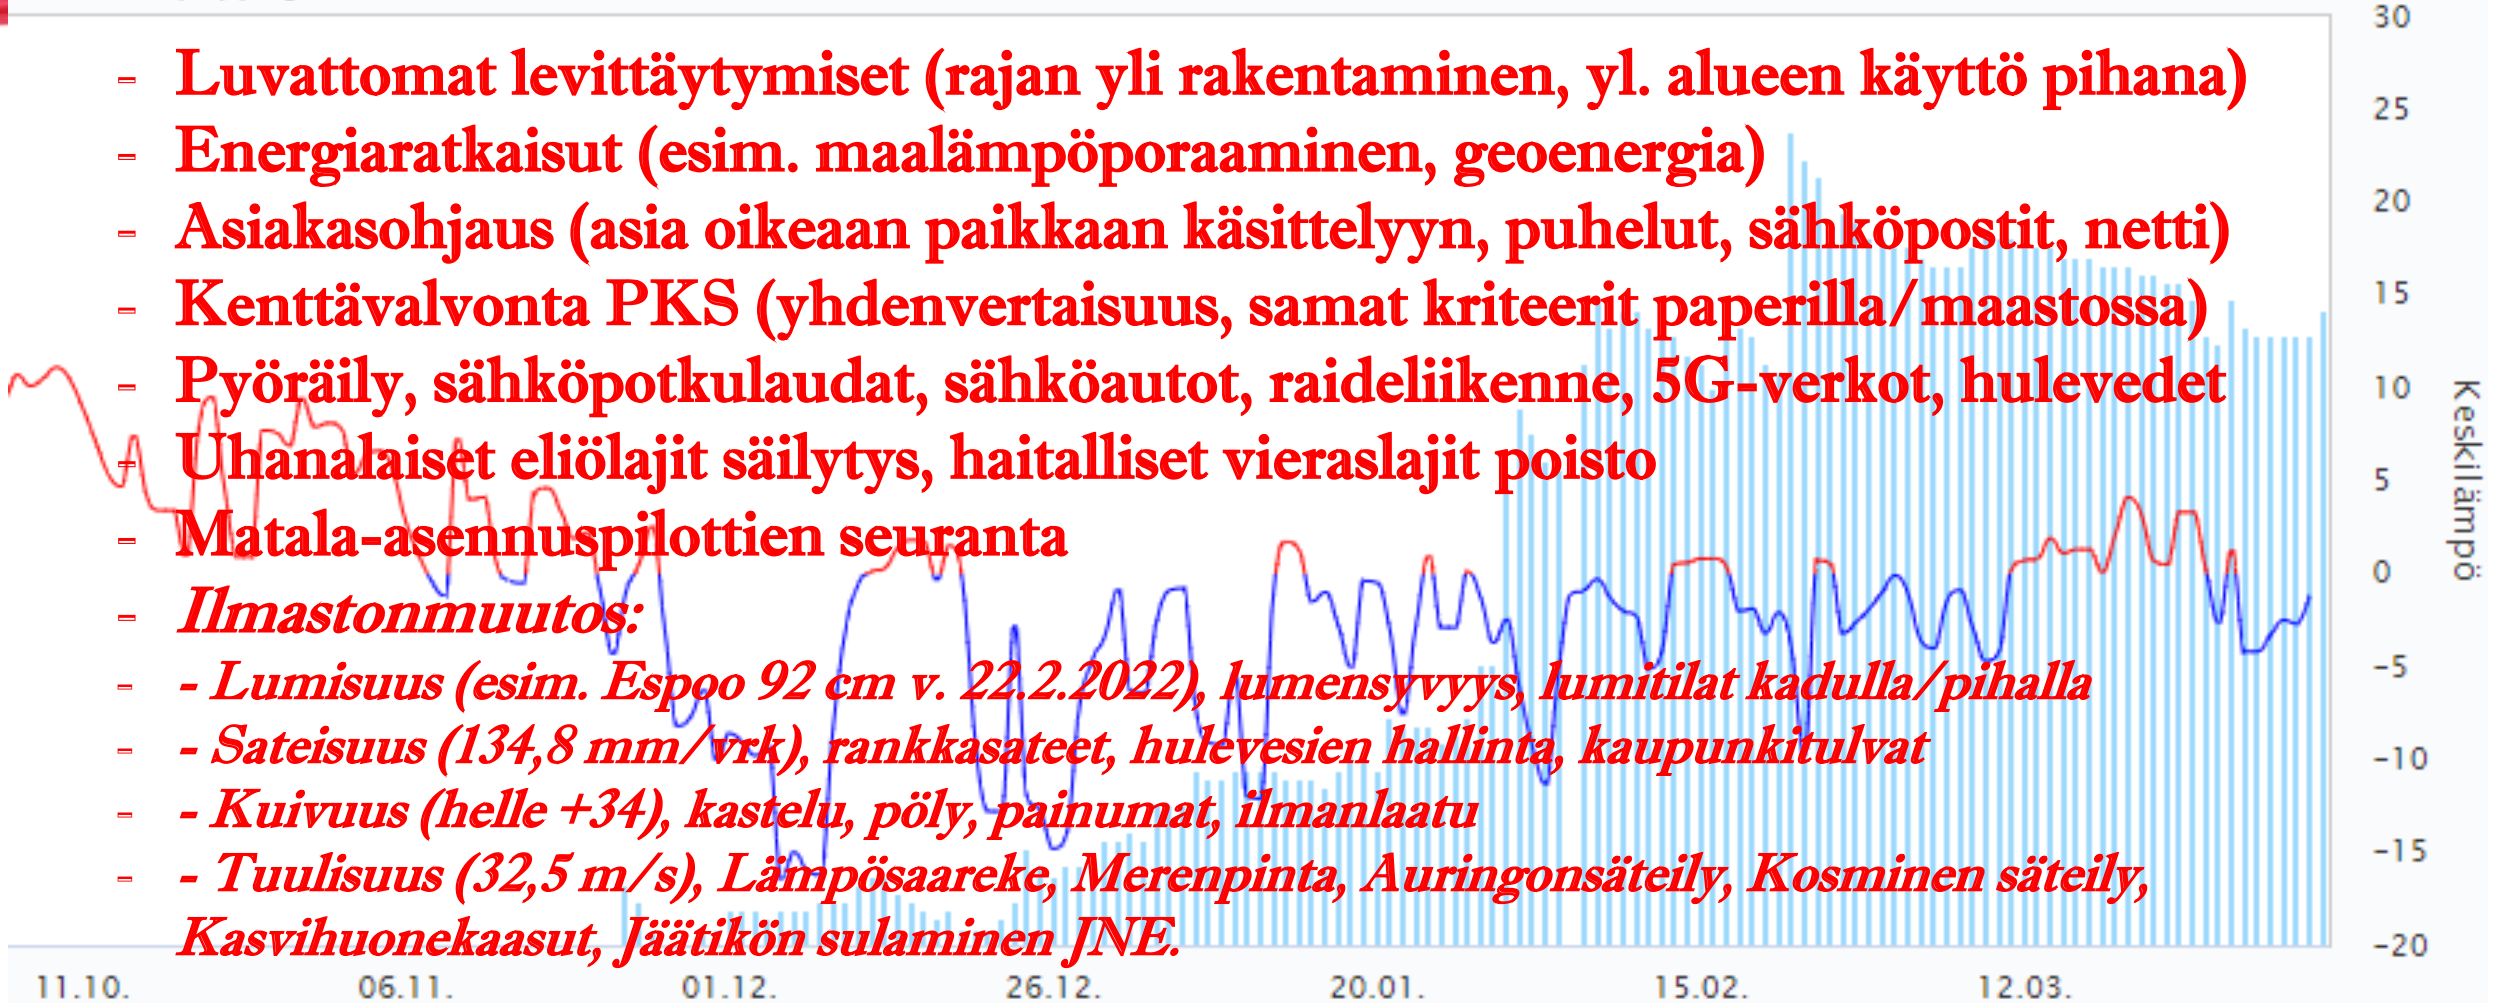 30
- Luvattomat levittäytymiset (rajan yli rakentaminen, yl. alueen käyttö pihana)
25
- Energiaratkaisut (esim. maalämpöporaaminen, geoenergia)
20
- Asiakasohjaus (asia oikeaan paikkaan käsittelyyn, puhelut, sähköpostit, netti)
15
- Kenttävalvonta PKS (yhdenvertaisuus, samat kriteerit paperilla/maastossa)
10
- Pyöräily, sähköpotkulaudat, sähköautot, raideliikenne, 5G-verkot, hulevedet
5
- Uhanalaiset eliölajit säilytys, haitalliset vieraslajit poisto
- Matala-asennuspilottien seuranta
0
Keskilämpö
- Ilmastonmuutos:
-5
- - Lumisuus (esim. Espoo 92 cm v. 22.2.2022), lumensyvyys, lumitilat kadulla/pihalla
-10
- - Sateisuus (134,8 mm/vrk), rankkasateet, hulevesien hallinta, kaupunkitulvat
- - Kuivuus (helle +34), kastelu, pöly, painumat, ilmanlaatu
-15
- - Tuulisuus (32,5 m/s), Lämpösaareke, Merenpinta, Auringonsäteily, Kosminen säteily,
Kasvihuonekaasut, Jäätikön sulaminen JNE.
-20
11.10. 06.11. 01.12. 26.12. 20.01. 15.02. 12.03.